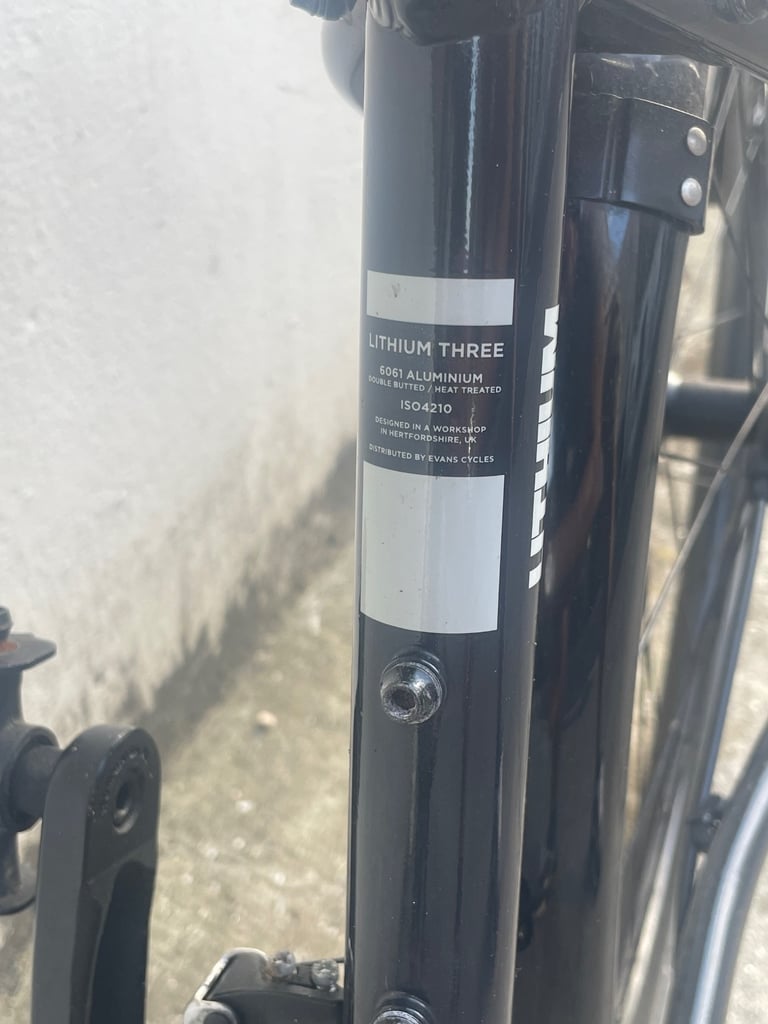 LITHIUM THREE
6061 ALUMINIUM
DOUBLE BUTTED / HEAT TREATED
ISO4210
DESIGNED IN A WORKSHOP
IN HERTFORDSHIRE, UK
DISTRIBUTED BY EVANS CYCLES
LITHIUM